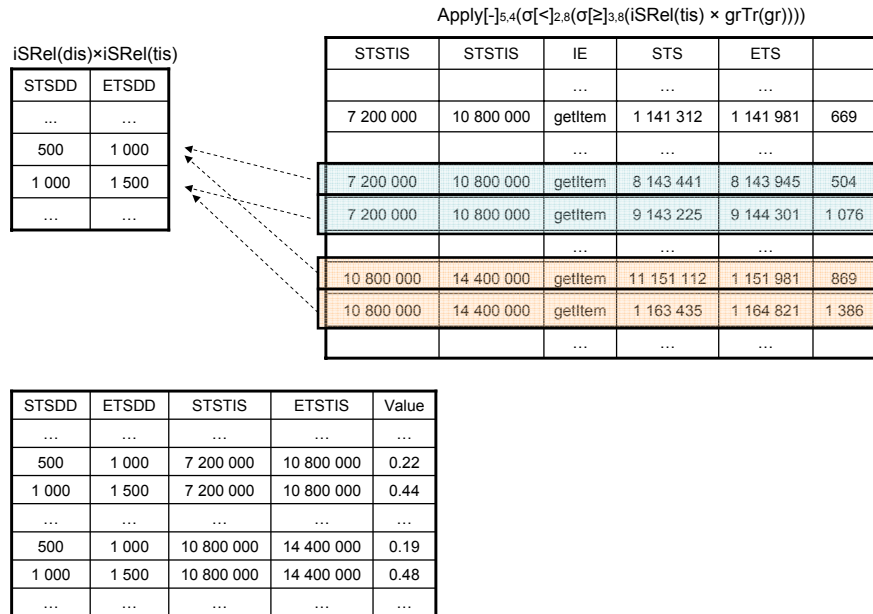 Apply[-]5,4(σ[<]2,8(σ[≥]3,8(iSRel(tis) × grTr(gr))))
iSRel(dis)×iSRel(tis)
STSDD ETSDD
... …
500 1 000
1 000 1 500
… …
STSTIS STSTIS IE STS ETS
… … …
7 200 000 10 800 000 getItem 1 141 312 1 141 981 669
… … …
7 200 000 10 800 000 getItem 8 143 441 8 143 945 504
7 200 000 10 800 000 getItem 9 143 225 9 144 301 1 076
… … …
10 800 000 14 400 000 getItem 11 151 112 1 151 981 869
10 800 000 14 400 000 getItem 1 163 435 1 164 821 1 386
… … …
STSDD ETSDD STSTIS ETSTIS Value
… … … … …
500 1 000 7 200 000 10 800 000 0.22
1 000 1 500 7 200 000 10 800 000 0.44
… … … … …
500 1 000 10 800 000 14 400 000 0.19
1 000 1 500 10 800 000 14 400 000 0.48
… … … … …